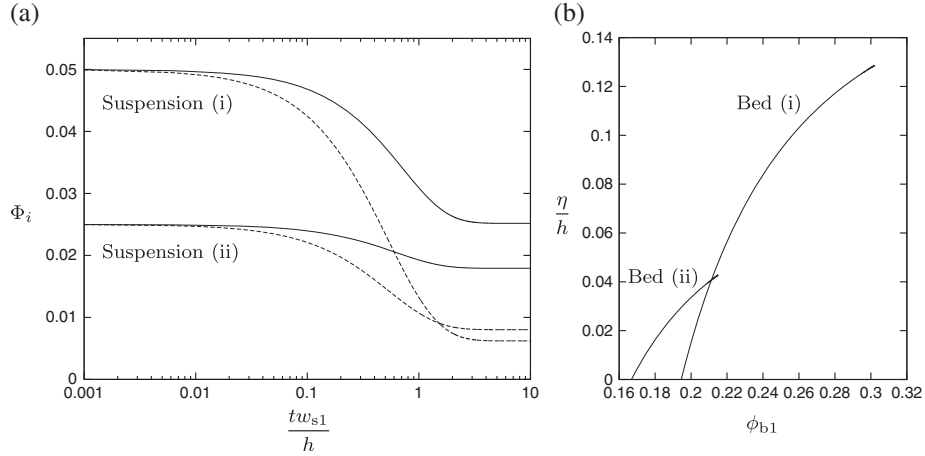 (a)
0.05
0.04
0.03
0.02
0.01
0
Φi
Suspension (i)
Suspension (ii)
0.001
0.01
0.1
1
10
tws1
h
(b)
0.14
0.12
0.1
0.08
0.06
0.04
0.02
0
η
h
Bed (i)
Bed (ii)
0.16
0.18
0.2
0.22
0.24
0.26
0.28
0.3
0.32
ϕb1